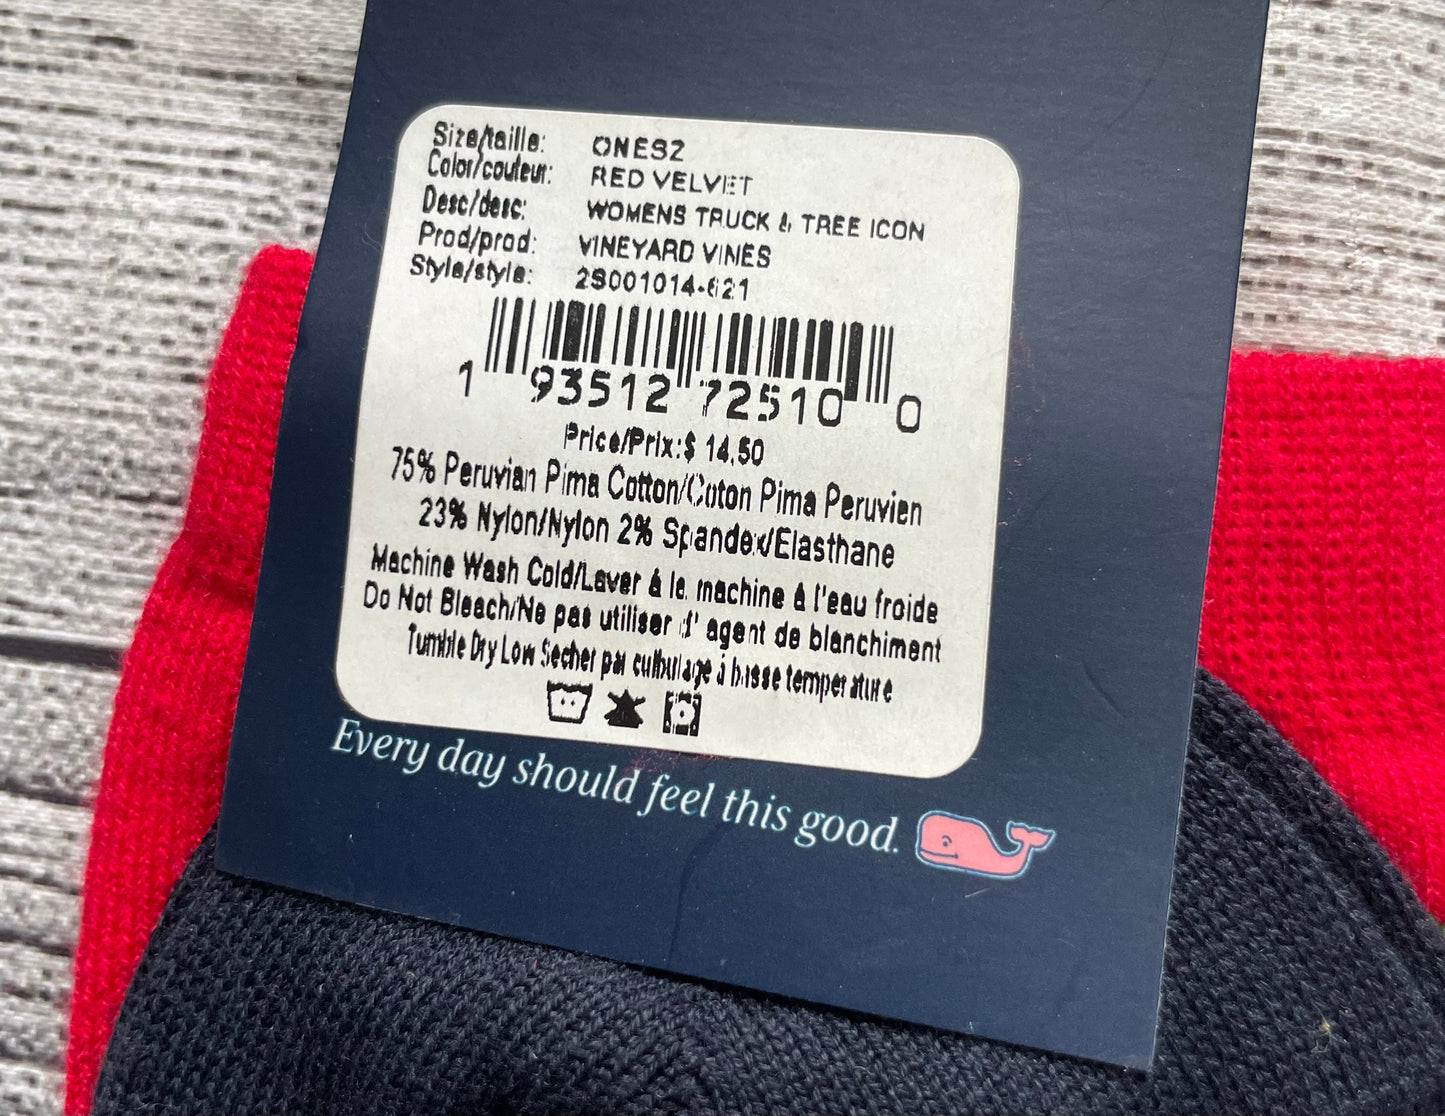 Size/taille: ONESZ
Color/couleur: RED VELVET
Desc/desc: WOMENS TRUCK & TREE ICON
Prod/prod: VINEYARD VINES
Style/style: 2S001014-621
1 93512 72510 0
Price/Prix:$ 14.50
75% Peruvian Pima Cotton/Coton Pima Peruvien
23% Nylon/Nylon 2% Spandex/Elasthane
Machine Wash Cold/Laver à la machine à l'eau froide
Do Not Bleach/Ne pas utiliser d' agent de blanchiment
Tumble Dry Low Secher par culbutage à basse temperature
Every day should feel this good.